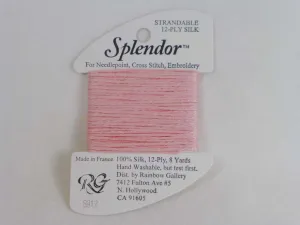 STRANDABLE
12-PLY SILK
Splendor™
For Needlepoint, Cross Stitch, Embroidery
Made in France
100% Silk, 12-Ply, 8 Yards
Hand Washable, but test first.
Dist. by Rainbow Gallery
7412 Fulton Ave #5
N. Hollywood
CA 91605
RG